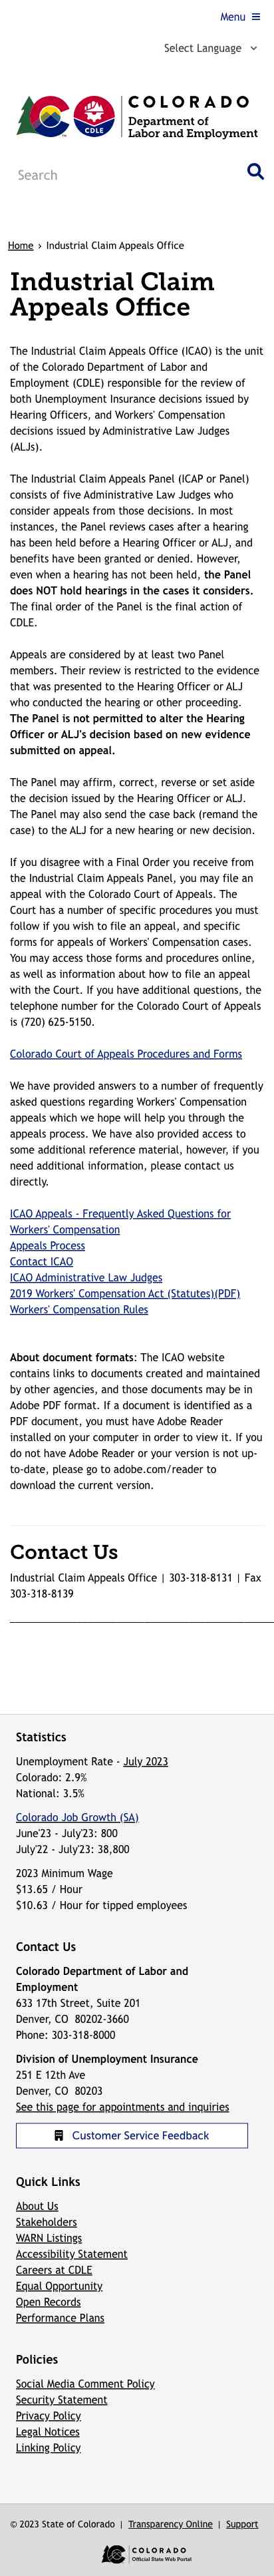 Menu
Select Language
CO
CDLE
COLORADO
Department of
Labor and Employment
Search
Home › Industrial Claim Appeals Office
Industrial Claim
Appeals Office
The Industrial Claim Appeals Office (ICAO) is the unit
of the Colorado Department of Labor and
Employment (CDLE) responsible for the review of
both Unemployment Insurance decisions issued by
Hearing Officers, and Workers' Compensation
decisions issued by Administrative Law Judges
(ALJs).
The Industrial Claim Appeals Panel (ICAP or Panel)
consists of five Administrative Law Judges who
consider appeals from those decisions. In most
instances, the Panel reviews cases after a hearing
has been held before a Hearing Officer or ALJ, and
benefits have been granted or denied. However,
even when a hearing has not been held, the Panel
does NOT hold hearings in the cases it considers.
The final order of the Panel is the final action of
CDLE.
Appeals are considered by at least two Panel
members. Their review is restricted to the evidence
that was presented to the Hearing Officer or ALJ
who conducted the hearing or other proceeding.
The Panel is not permitted to alter the Hearing
Officer or ALJ's decision based on new evidence
submitted on appeal.
The Panel may affirm, correct, reverse or set aside
the decision issued by the Hearing Officer or ALJ.
The Panel may also send the case back (remand the
case) to the ALJ for a new hearing or new decision.
If you disagree with a Final Order you receive from
the Industrial Claim Appeals Panel, you may file an
appeal with the Colorado Court of Appeals. The
Court has a number of specific procedures you must
follow if you wish to file an appeal, and specific
forms for appeals of Workers' Compensation cases.
You may access those forms and procedures online,
as well as information about how to file an appeal
with the Court. If you have additional questions, the
telephone number for the Colorado Court of Appeals
is (720) 625-5150.
Colorado Court of Appeals Procedures and Forms
We have provided answers to a number of frequently
asked questions regarding Workers' Compensation
appeals which we hope will help you through the
appeals process. We have also provided access to
some additional reference material, however, if you
need additional information, please contact us
directly.
ICAO Appeals - Frequently Asked Questions for
Workers' Compensation
Appeals Process
Contact ICAO
ICAO Administrative Law Judges
2019 Workers' Compensation Act (Statutes)(PDF)
Workers' Compensation Rules
About document formats: The ICAO website
contains links to documents created and maintained
by other agencies, and those documents may be in
Adobe PDF format. If a document is identified as a
PDF document, you must have Adobe Reader
installed on your computer in order to view it. If you
do not have Adobe Reader or your version is not up-
to-date, please go to adobe.com/reader to
download the current version.
Contact Us
Industrial Claim Appeals Office | 303-318-8131 | Fax
303-318-8139
Statistics
Unemployment Rate - July 2023
Colorado: 2.9%
National: 3.5%
Colorado Job Growth (SA)
June'23 - July'23: 800
July'22 - July'23: 38,800
2023 Minimum Wage
$13.65 / Hour
$10.63 / Hour for tipped employees
Contact Us
Colorado Department of Labor and
Employment
633 17th Street, Suite 201
Denver, CO 80202-3660
Phone: 303-318-8000
Division of Unemployment Insurance
251 E 12th Ave
Denver, CO 80203
See this page for appointments and inquiries
Customer Service Feedback
Quick Links
About Us
Stakeholders
WARN Listings
Accessibility Statement
Careers at CDLE
Equal Opportunity
Open Records
Performance Plans
Policies
Social Media Comment Policy
Security Statement
Privacy Policy
Legal Notices
Linking Policy
© 2023 State of Colorado | Transparency Online | Support
CO
COLORADO
Official State Web Portal